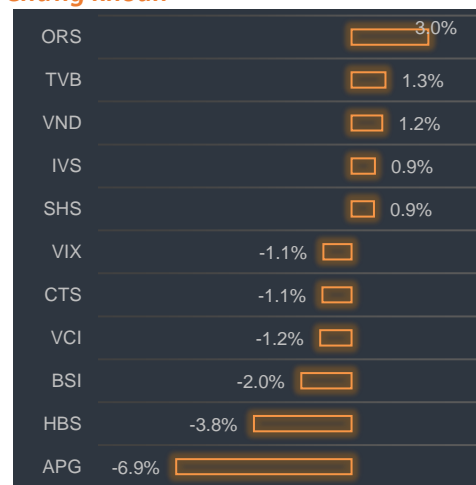 ORS 3.0%
TVB 1.3%
VND 1.2%
IVS 0.9%
SHS 0.9%
VIX -1.1%
CTS -1.1%
VCI -1.2%
BSI -2.0%
HBS -3.8%
APG -6.9%